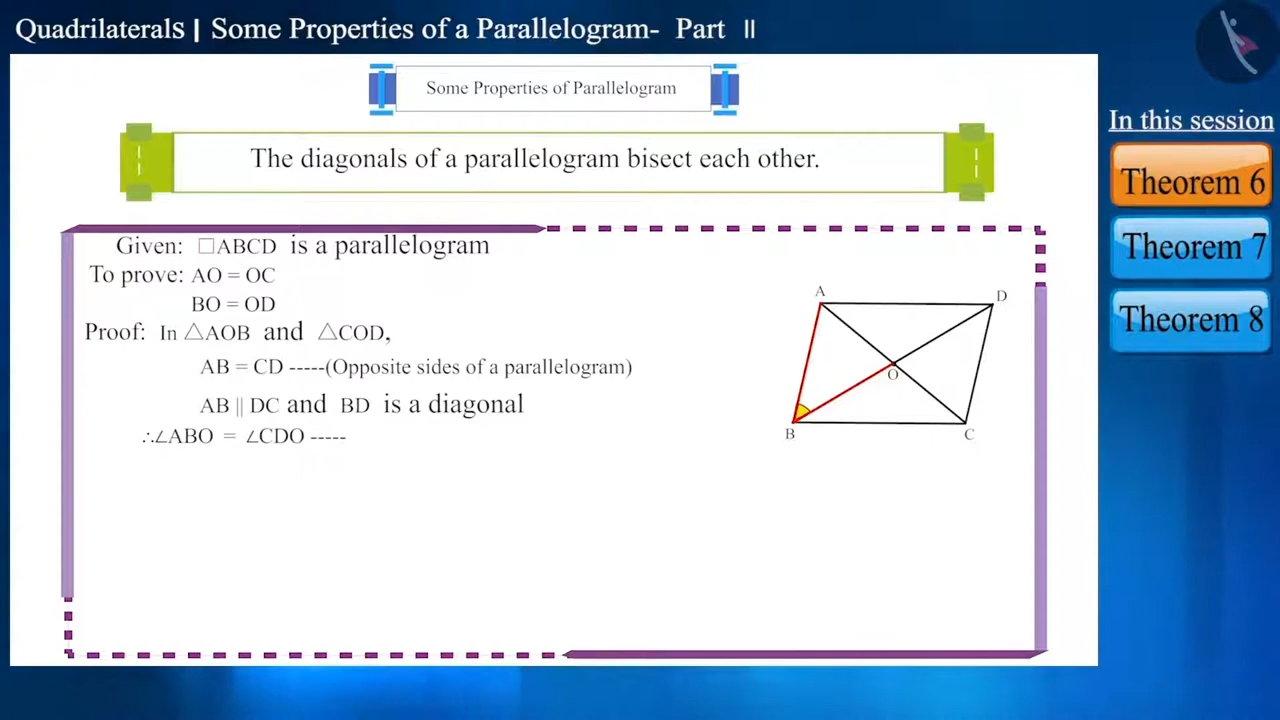 Quadrilaterals | Some Properties of a Parallelogram- Part II
Some Properties of Parallelogram
In this session
The diagonals of a parallelogram bisect each other.
Theorem 6
Theorem 7
Theorem 8
Given: □ABCD is a parallelogram
To prove: AO = OC
BO = OD
Proof: In △AOB and △COD,
AB = CD -----(Opposite sides of a parallelogram)
AB || DC and BD is a diagonal
∴∠ABO = ∠CDO -----
A
D
O
B
C